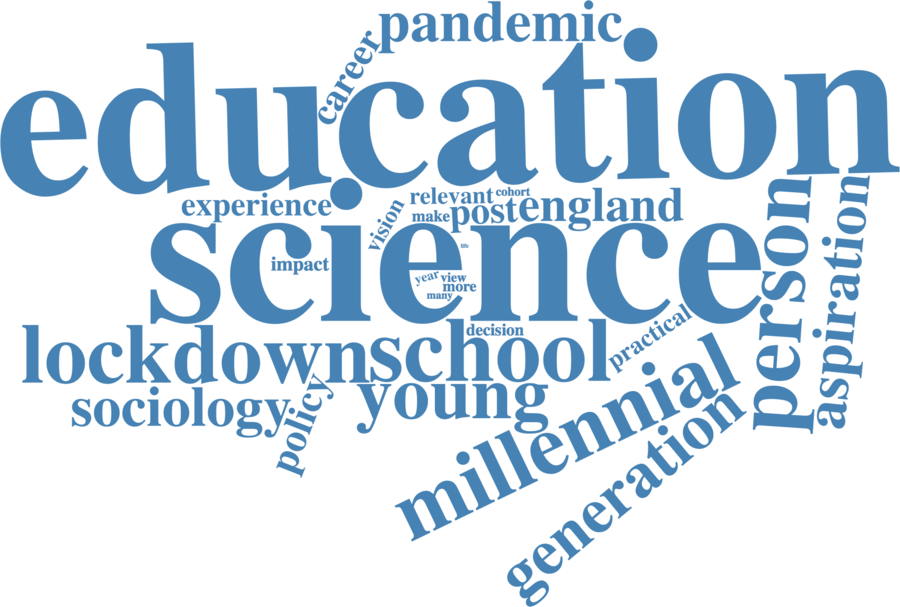 pandemic
career
education
experience
vision
relevant
cohort
make
post
england
science
life
impact
year
view
more
many
person
aspiration
decision
practical
lockdown
school
sociology
policy
young
millennial
generation